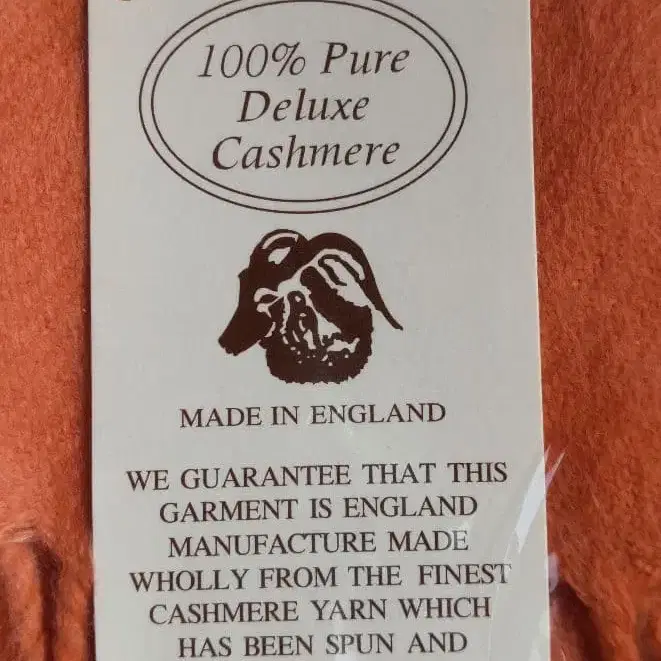 100% Pure
Deluxe
Cashmere
MADE IN ENGLAND
WE GUARANTEE THAT THIS
GARMENT IS ENGLAND
MANUFACTURE MADE
WHOLLY FROM THE FINEST
CASHMERE YARN WHICH
HAS BEEN SPUN AND